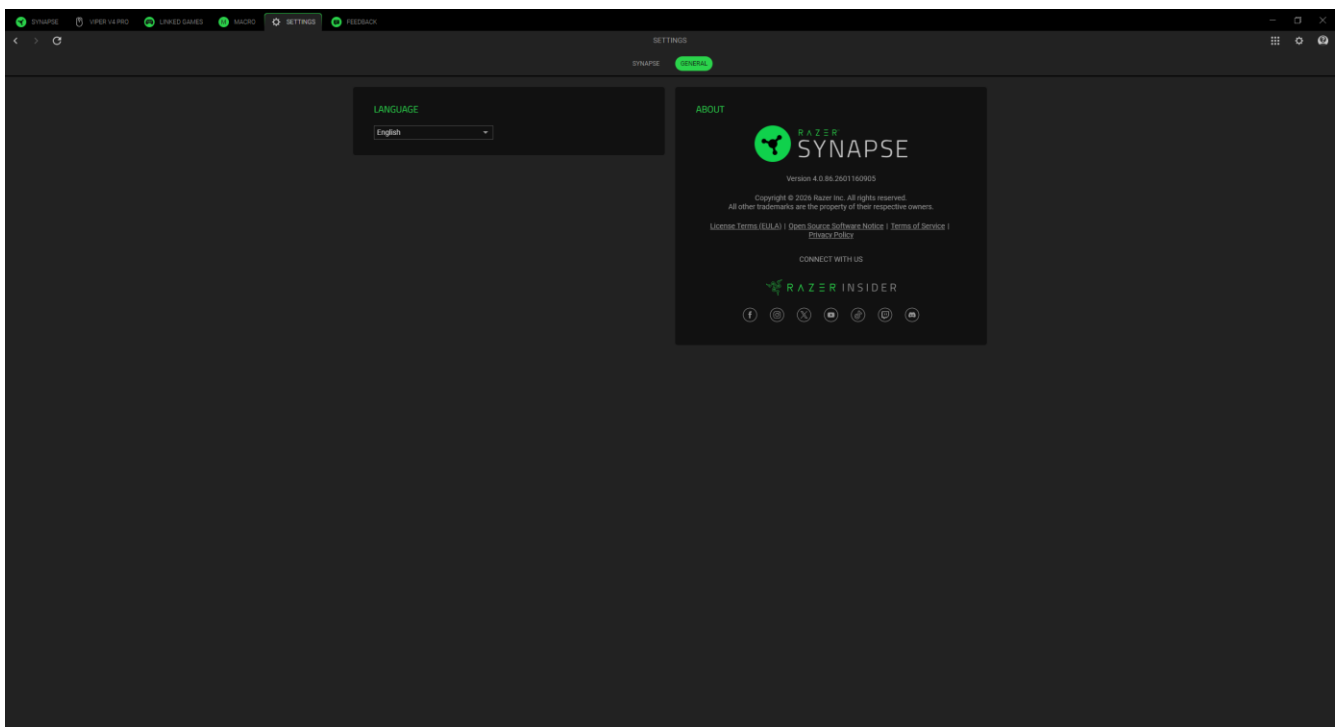 SYNAPSE VIPER V4 PRO LINKED GAMES MACRO SETTINGS FEEDBACK
SETTINGS
SYNAPSE GENERAL
LANGUAGE
English
ABOUT
RAZER
SYNAPSE
Version 4.0.86.2601160905
Copyright © 2026 Razer Inc. All rights reserved.
All other trademarks are the property of their respective owners.
License Terms (EULA) | Open Source Software Notice | Terms of Service |
Privacy Policy
CONNECT WITH US
RAZER INSIDER